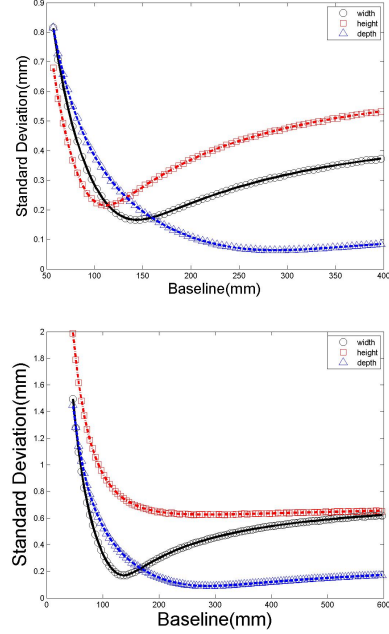 0.9
0.8
0.7
0.6
0.5
0.4
0.3
0.2
0.1
0
Standard Deviation(mm)
width
height
depth
50 100 150 200 250 300 350 400
Baseline(mm)
2
1.8
1.6
1.4
1.2
1
0.8
0.6
0.4
0.2
0
Standard Deviation(mm)
width
height
depth
0 100 200 300 400 500 600
Baseline(mm)